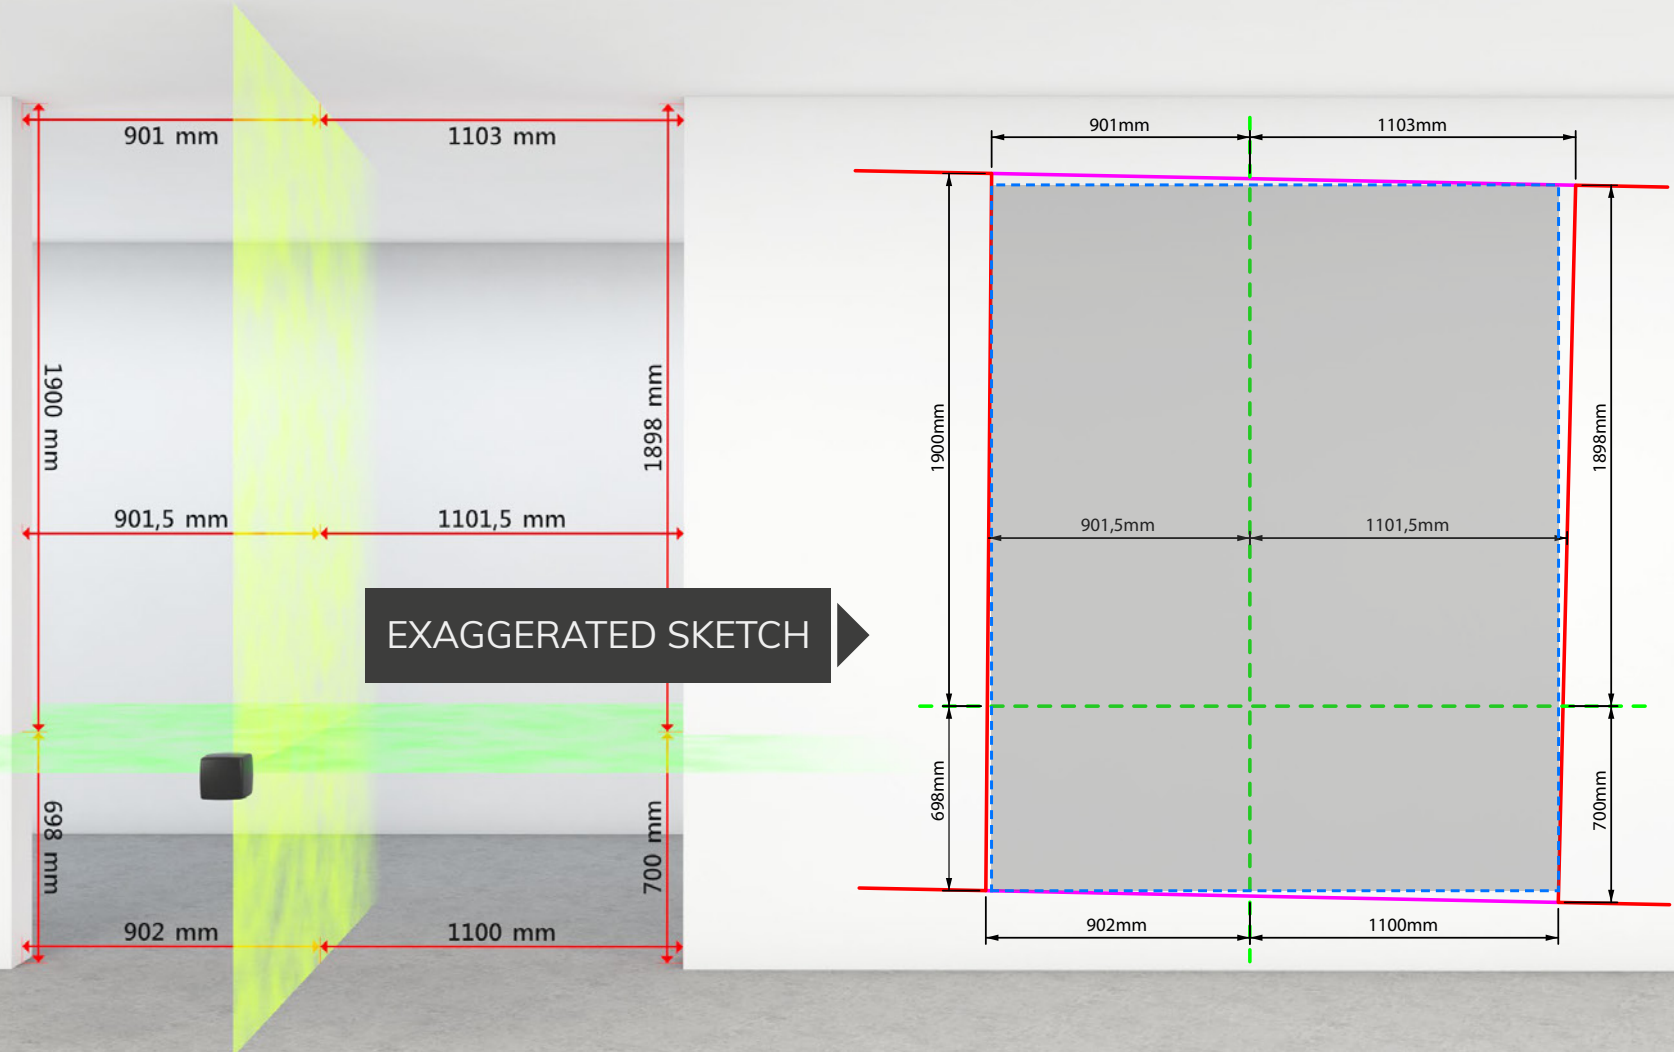 901 mm
1103 mm
1900 mm
1898 mm
901,5 mm
1101,5 mm
698 mm
700 mm
902 mm
1100 mm
EXAGGERATED SKETCH
901mm
1103mm
1900mm
1898mm
901,5mm
1101,5mm
698mm
700mm
902mm
1100mm